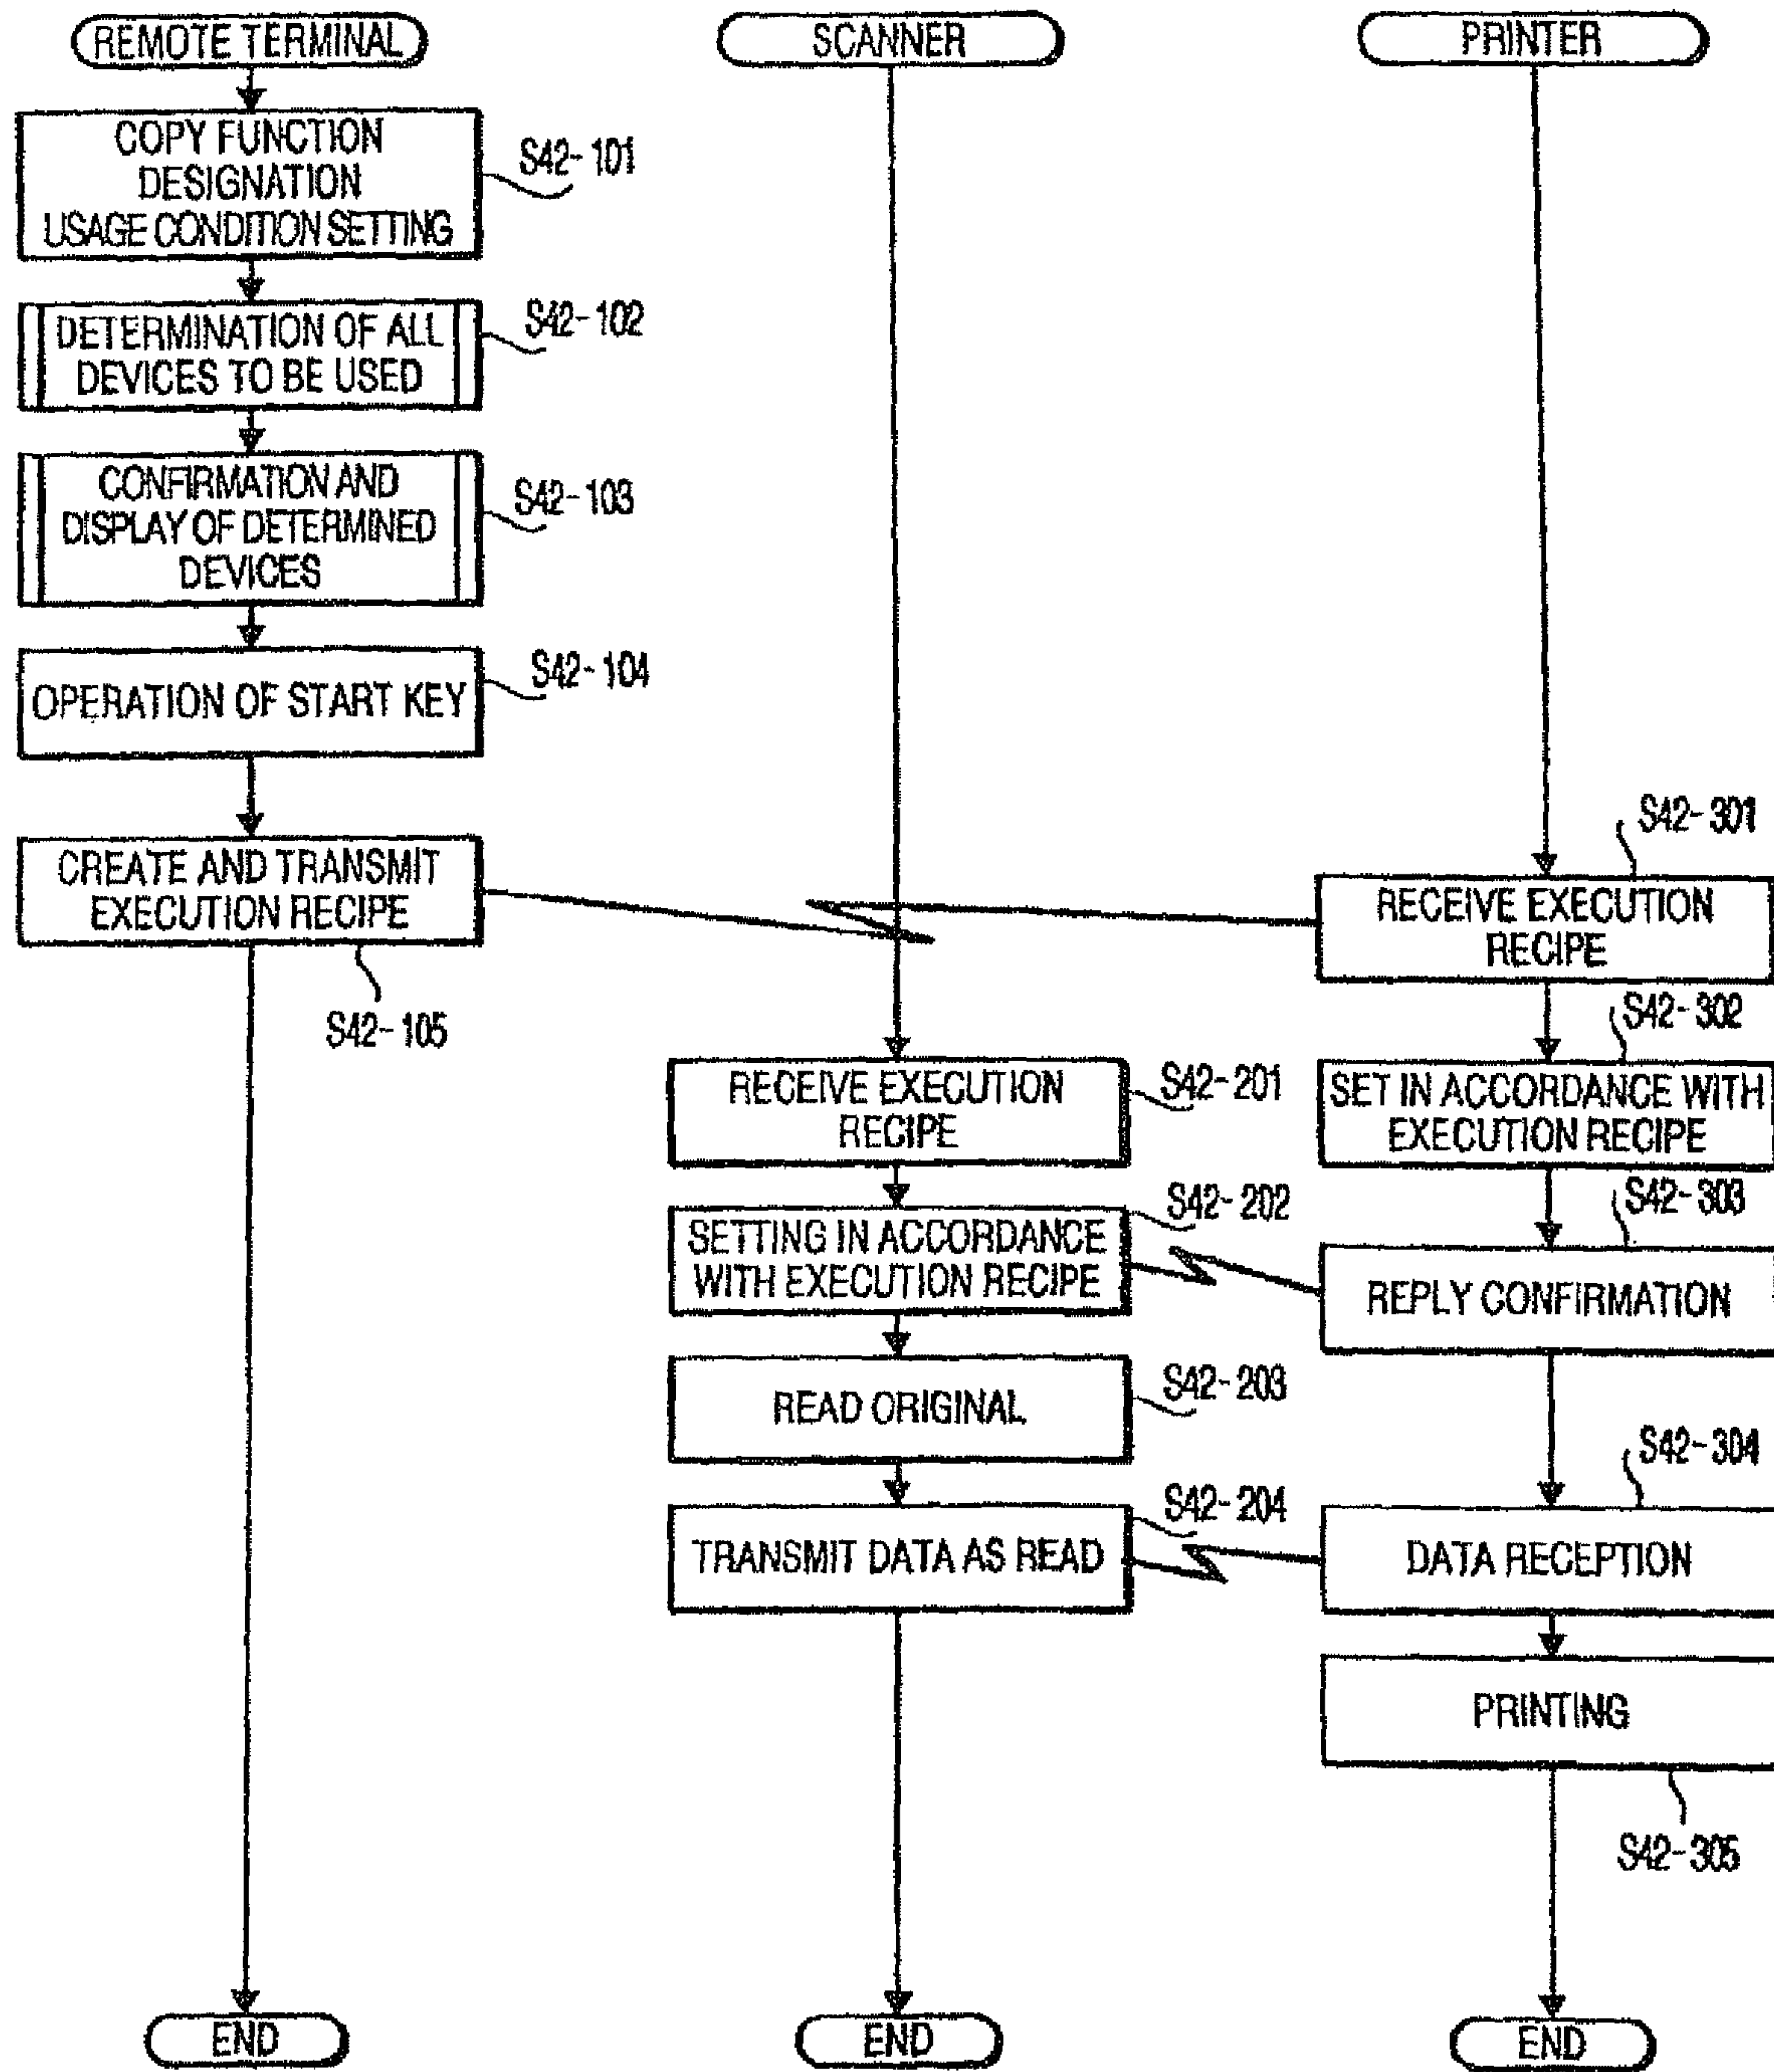 REMOTE TERMINAL
COPY FUNCTION
DESIGNATION
USAGE CONDITION SETTING
S42-101
DETERMINATION OF ALL
DEVICES TO BE USED
S42-102
CONFIRMATION AND
DISPLAY OF DETERMINED
DEVICES
S42-103
OPERATION OF START KEY
S42-104
CREATE AND TRANSMIT
EXECUTION RECIPE
S42-105
END
SCANNER
RECEIVE EXECUTION
RECIPE
S42-201
SETTING IN ACCORDANCE
WITH EXECUTION RECIPE
S42-202
READ ORIGINAL
S42-203
TRANSMIT DATA AS READ
S42-204
END
PRINTER
S42-301
RECEIVE EXECUTION
RECIPE
S42-302
SET IN ACCORDANCE WITH
EXECUTION RECIPE
S42-303
REPLY CONFIRMATION
S42-304
DATA RECEPTION
PRINTING
S42-305
END